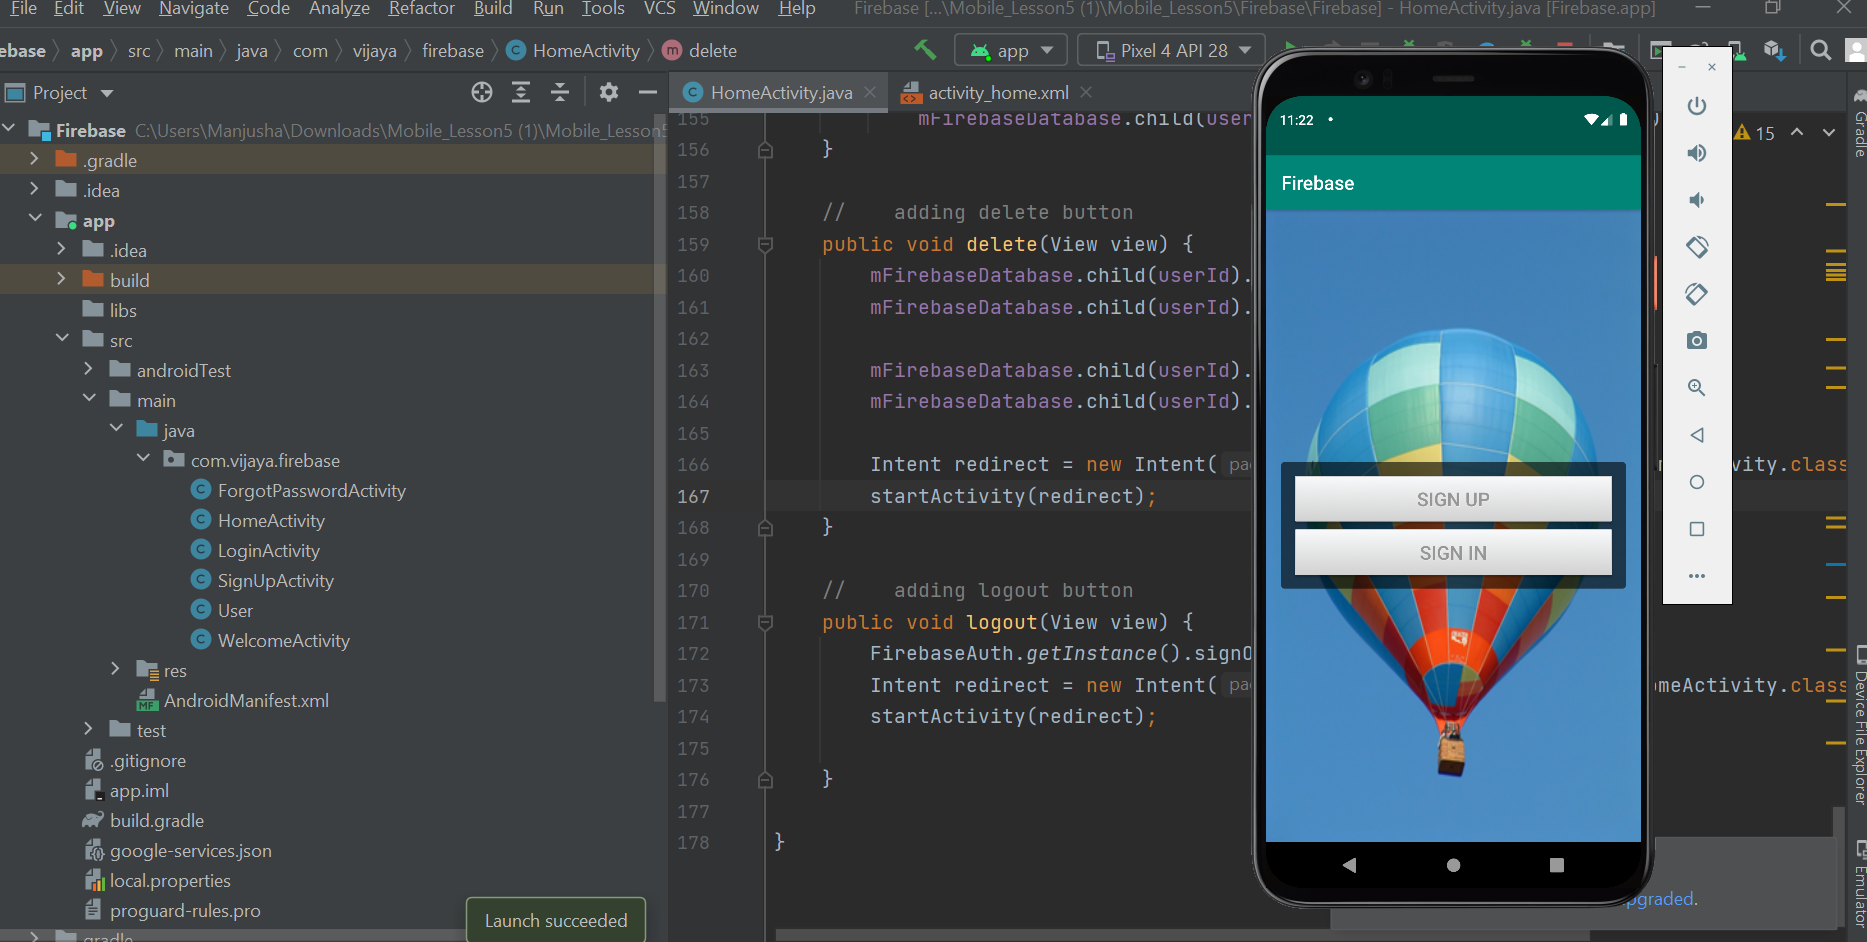 File Edit View Navigate Code Analyze Refactor Build Run Tools VCS Window Help Firebase [...\Mobile_Lesson5 (1)\Mobile_Lesson5\Firebase\Firebase] - HomeActivity.java [Firebase.app]
ebase app src main java com vijaya firebase C HomeActivity m delete app Pixel 4 API 28
Project
C HomeActivity.java activity_home.xml
Firebase C:\Users\Manjusha\Downloads\Mobile_Lesson5 (1)\Mobile_Lesson5
.gradle
.idea
app
.idea
build
libs
src
androidTest
main
java
com.vijaya.firebase
C ForgotPasswordActivity
C HomeActivity
C LoginActivity
C SignUpActivity
C User
C WelcomeActivity
res
MF AndroidManifest.xml
test
.gitignore
app.iml
build.gradle
google-services.json
local.properties
proguard-rules.pro
gradle
Launch succeeded
155 mFirebaseDatabase.child(user
156 }
157
158 // adding delete button
159 public void delete(View view) {
160 mFirebaseDatabase.child(userId).
161 mFirebaseDatabase.child(userId).
162
163 mFirebaseDatabase.child(userId).
164 mFirebaseDatabase.child(userId).
165
166 Intent redirect = new Intent( pac meActivity.class
167 startActivity(redirect);
168 }
169
170 // adding logout button
171 public void logout(View view) {
172 FirebaseAuth.getInstance().signO
173 Intent redirect = new Intent( pac meActivity.class
174 startActivity(redirect);
175
176 }
177
178 }
15
11:22
Firebase
SIGN UP
SIGN IN
pgraded.
Gradle
Device File Explorer
Emulator